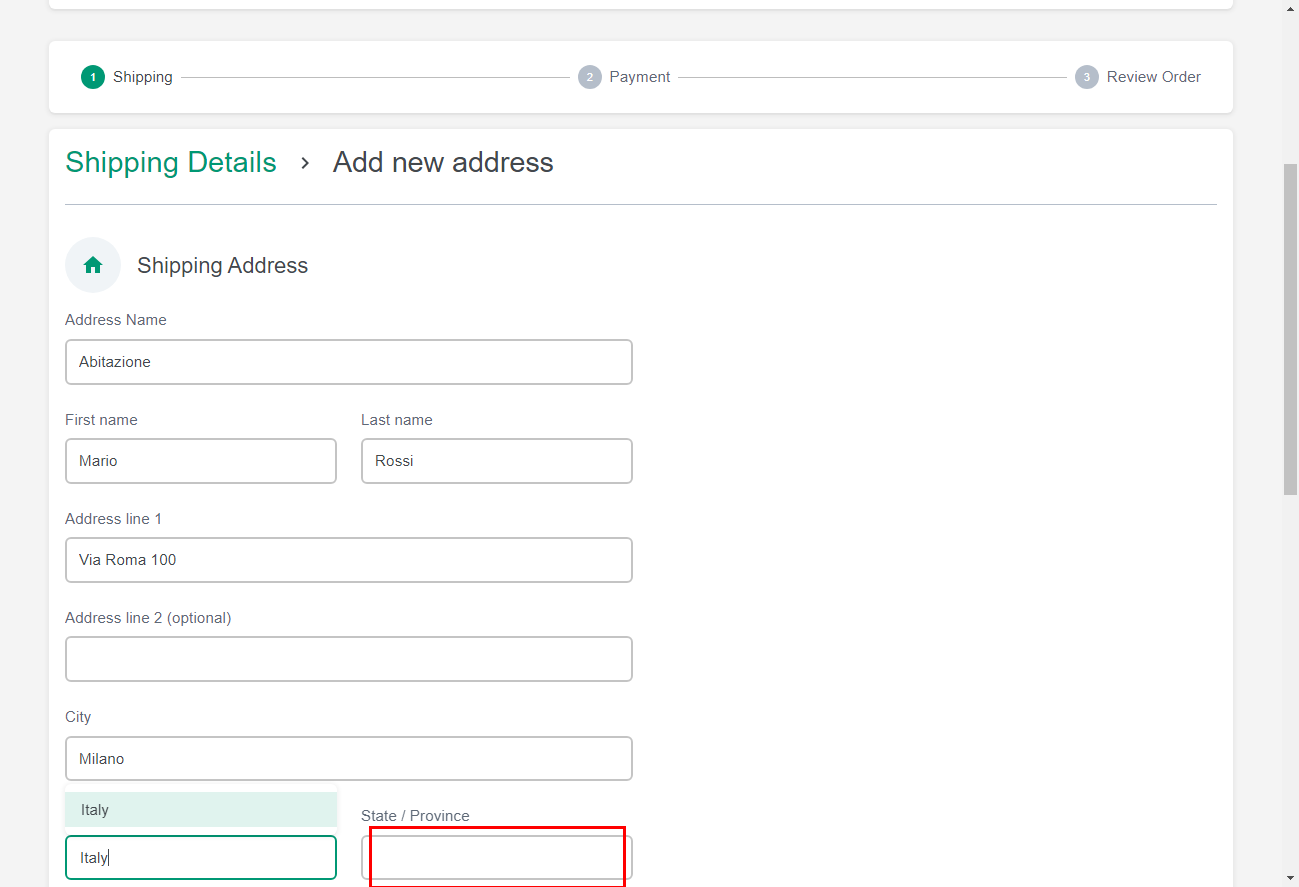 1 Shipping 2 Payment 3 Review Order
Shipping Details > Add new address
Shipping Address
Address Name
Abitazione
First name Last name
Mario Rossi
Address line 1
Via Roma 100
Address line 2 (optional)
City
Milano
Italy
State / Province
Italy